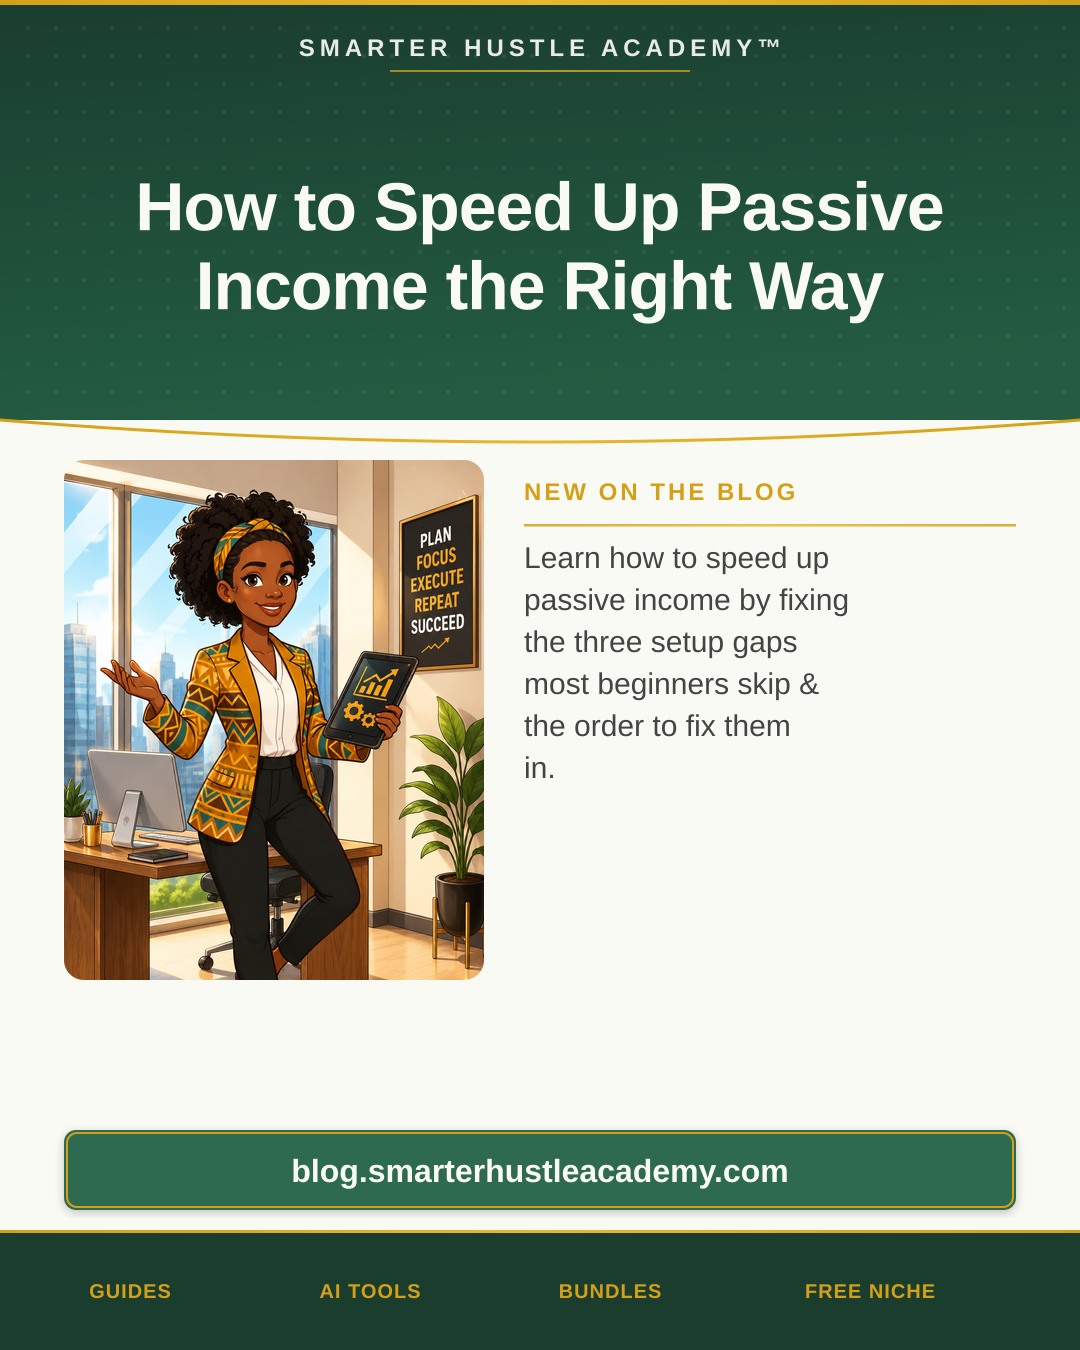 SMARTER HUSTLE ACADEMY™
How to Speed Up Passive
Income the Right Way
PLAN
FOCUS
EXECUTE
REPEAT
SUCCEED
NEW ON THE BLOG
Learn how to speed up
passive income by fixing
the three setup gaps
most beginners skip &
the order to fix them
in.
blog.smarterhustleacademy.com
GUIDES AI TOOLS BUNDLES FREE NICHE